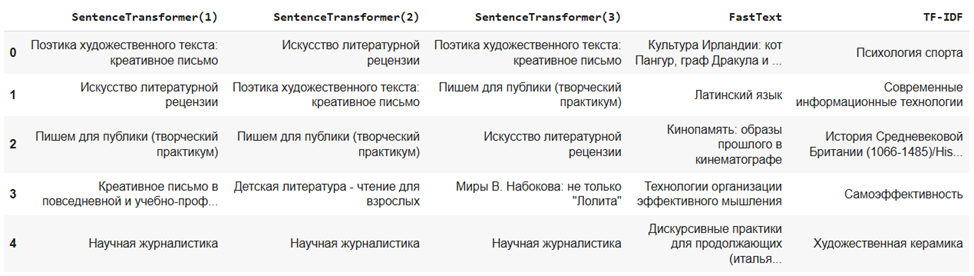 SentenceTransformer(1) SentenceTransformer(2) SentenceTransformer(3) FastText TF-IDF
0 Поэтика художественного текста: Искусство литературной Поэтика художественного текста: Культура Ирландии: кот Психология спорта
креативное письмо рецензии креативное письмо Пангур, граф Дракула и ...
1 Искусство литературной Поэтика художественного текста: Пишем для публики (творческий Латинский язык Современные
рецензии креативное письмо практикум) информационные технологии
2 Пишем для публики (творческий Пишем для публики (творческий Искусство литературной Кинопамять: образы История Средневековой
практикум) практикум) рецензии прошлого в Британии (1066-1485)/His...
кинематографе
3 Креативное письмо в Детская литература - чтение для Миры В. Набокова: не только Технологии организации Самоэффективность
повседневной и учебно-проф... взрослых "Лолита" эффективного мышления
4 Научная журналистика Научная журналистика Научная журналистика Дискурсивные практики Художественная керамика
для продолжающих
(италья...